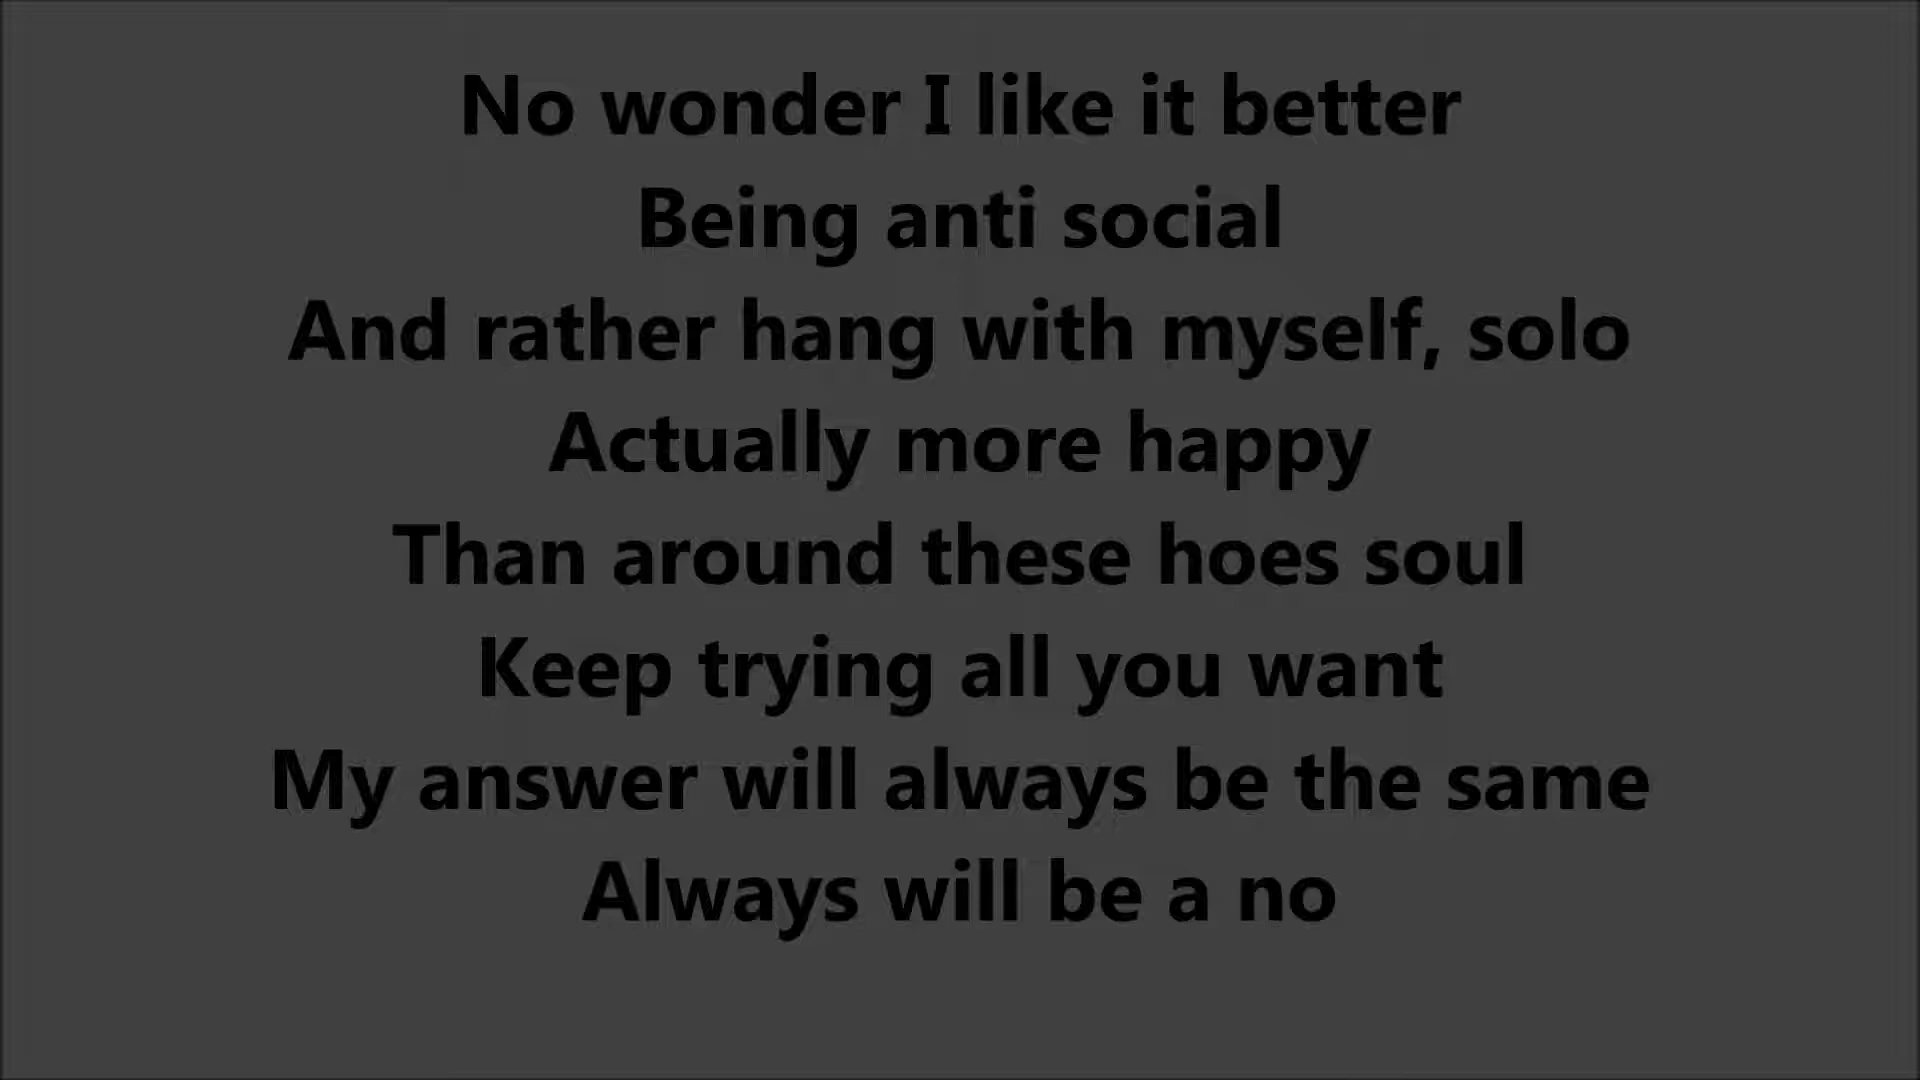 No wonder I like it better
Being anti social
And rather hang with myself, solo
Actually more happy
Than around these hoes soul
Keep trying all you want
My answer will always be the same
Always will be a no